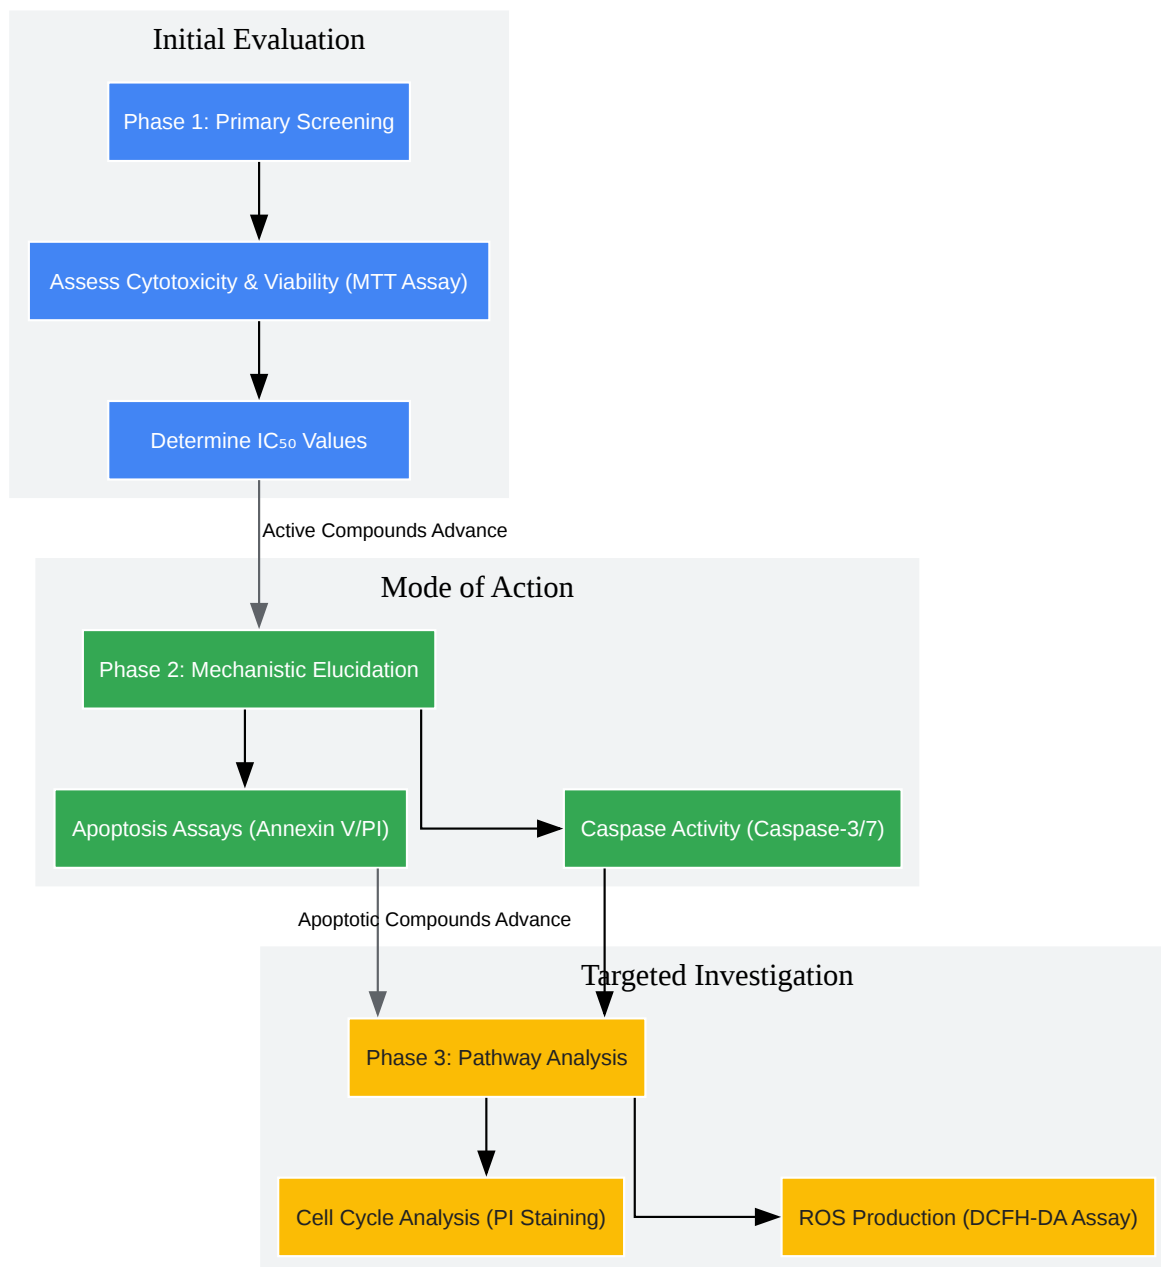 Initial Evaluation
Phase 1: Primary Screening
Assess Cytotoxicity & Viability (MTT Assay)
Determine IC₅₀ Values
Active Compounds Advance
Mode of Action
Phase 2: Mechanistic Elucidation
Apoptosis Assays (Annexin V/PI)
Caspase Activity (Caspase-3/7)
Apoptotic Compounds Advance
Targeted Investigation
Phase 3: Pathway Analysis
Cell Cycle Analysis (PI Staining)
ROS Production (DCFH-DA Assay)